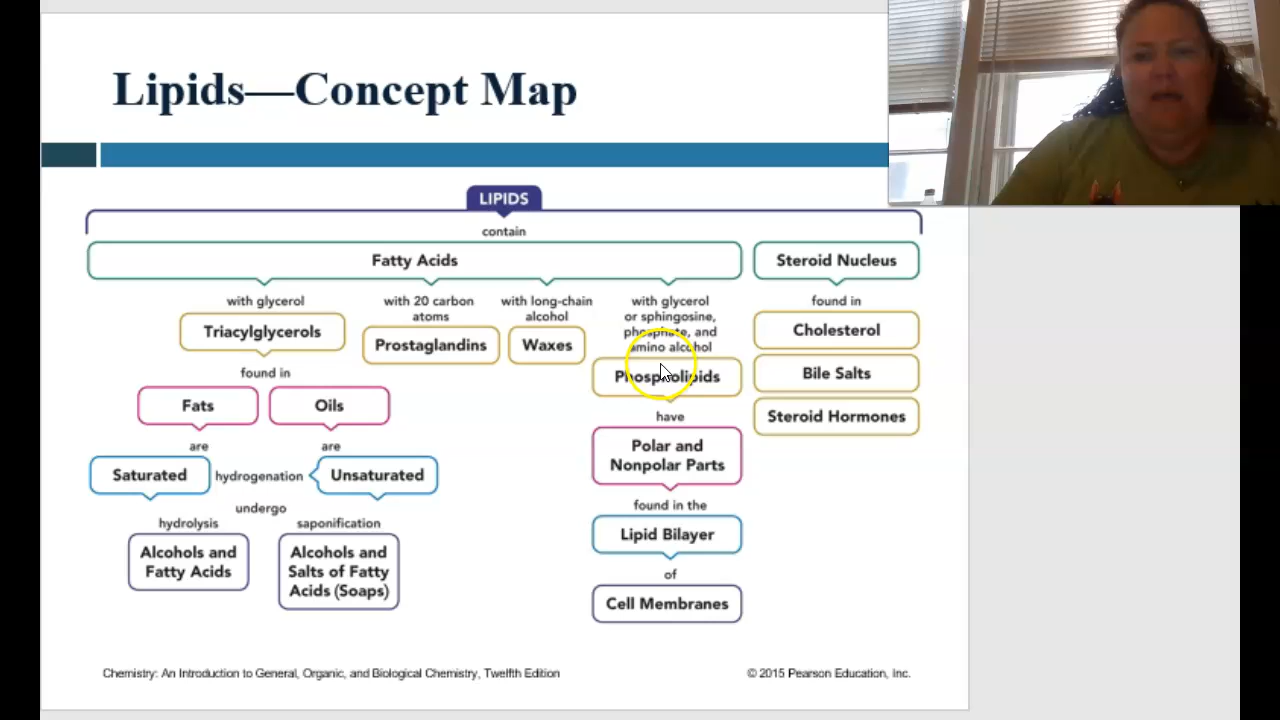 Lipids—Concept Map
LIPIDS
contain
Fatty Acids
Steroid Nucleus
with glycerol
Triacylglycerols
with 20 carbon
atoms
Prostaglandins
with long-chain
alcohol
Waxes
with glycerol
or sphingosine,
phosphate, and
amino alcohol
Phospholipids
found in
Cholesterol
Bile Salts
Steroid Hormones
found in
Fats
Oils
are
are
Saturated
hydrogenation
Unsaturated
undergo
hydrolysis
saponification
Alcohols and
Fatty Acids
Alcohols and
Salts of Fatty
Acids (Soaps)
have
Polar and
Nonpolar Parts
found in the
Lipid Bilayer
of
Cell Membranes
Chemistry: An Introduction to General, Organic, and Biological Chemistry, Twelfth Edition
© 2015 Pearson Education, Inc.